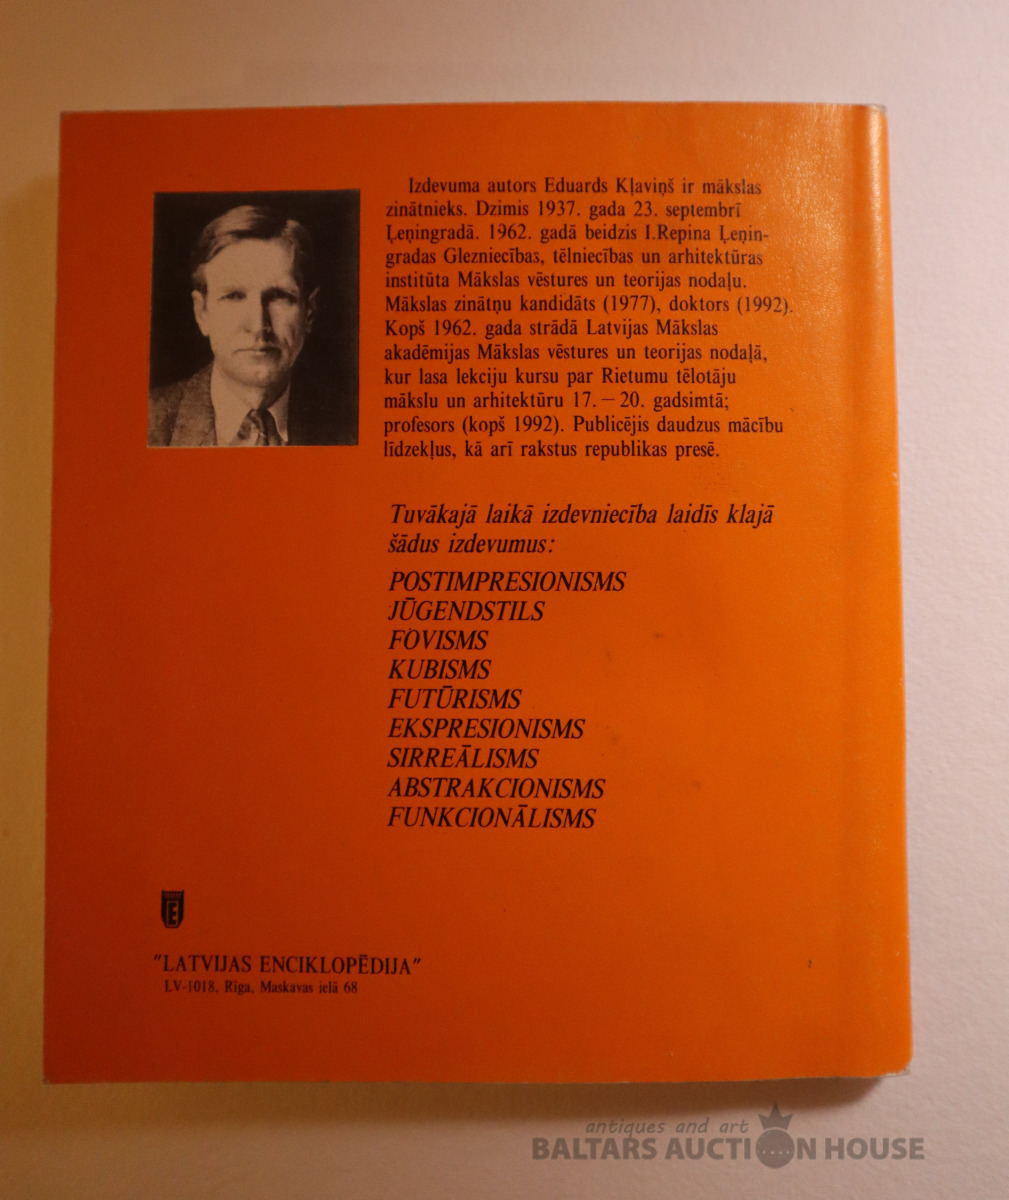 Izdevuma autors Eduards Kļaviņš ir mākslas
zinātnieks. Dzimis 1937. gada 23. septembrī
Ļeņingradā. 1962. gadā beidzis I.Repina Ļeņin-
gradas Glezniecības, tēlniecības un arhitektūras
institūta Mākslas vēstures un teorijas nodaļu.
Mākslas zinātņu kandidāts (1977), doktors (1992).
Kopš 1962. gada strādā Latvijas Mākslas
akadēmijas Mākslas vēstures un teorijas nodaļā,
kur lasa lekciju kursu par Rietumu tēlotāju
mākslu un arhitektūru 17. — 20. gadsimtā;
profesors (kopš 1992). Publicējis daudzus mācību
līdzekļus, kā arī rakstus republikas presē.
Tuvākajā laikā izdevniecība laidīs klajā
šādus izdevumus:
POSTIMPRESIONISMS
JŪGENDSTILS
FOVISMS
KUBISMS
FUTŪRISMS
EKSPRESIONISMS
SIRREĀLISMS
ABSTRAKCIONISMS
FUNKCIONĀLISMS
E
"LATVIJAS ENCIKLOPĒDIJA"
LV-1018, Rīga, Maskavas ielā 68
antiques and art
BALTARS AUCTION HOUSE